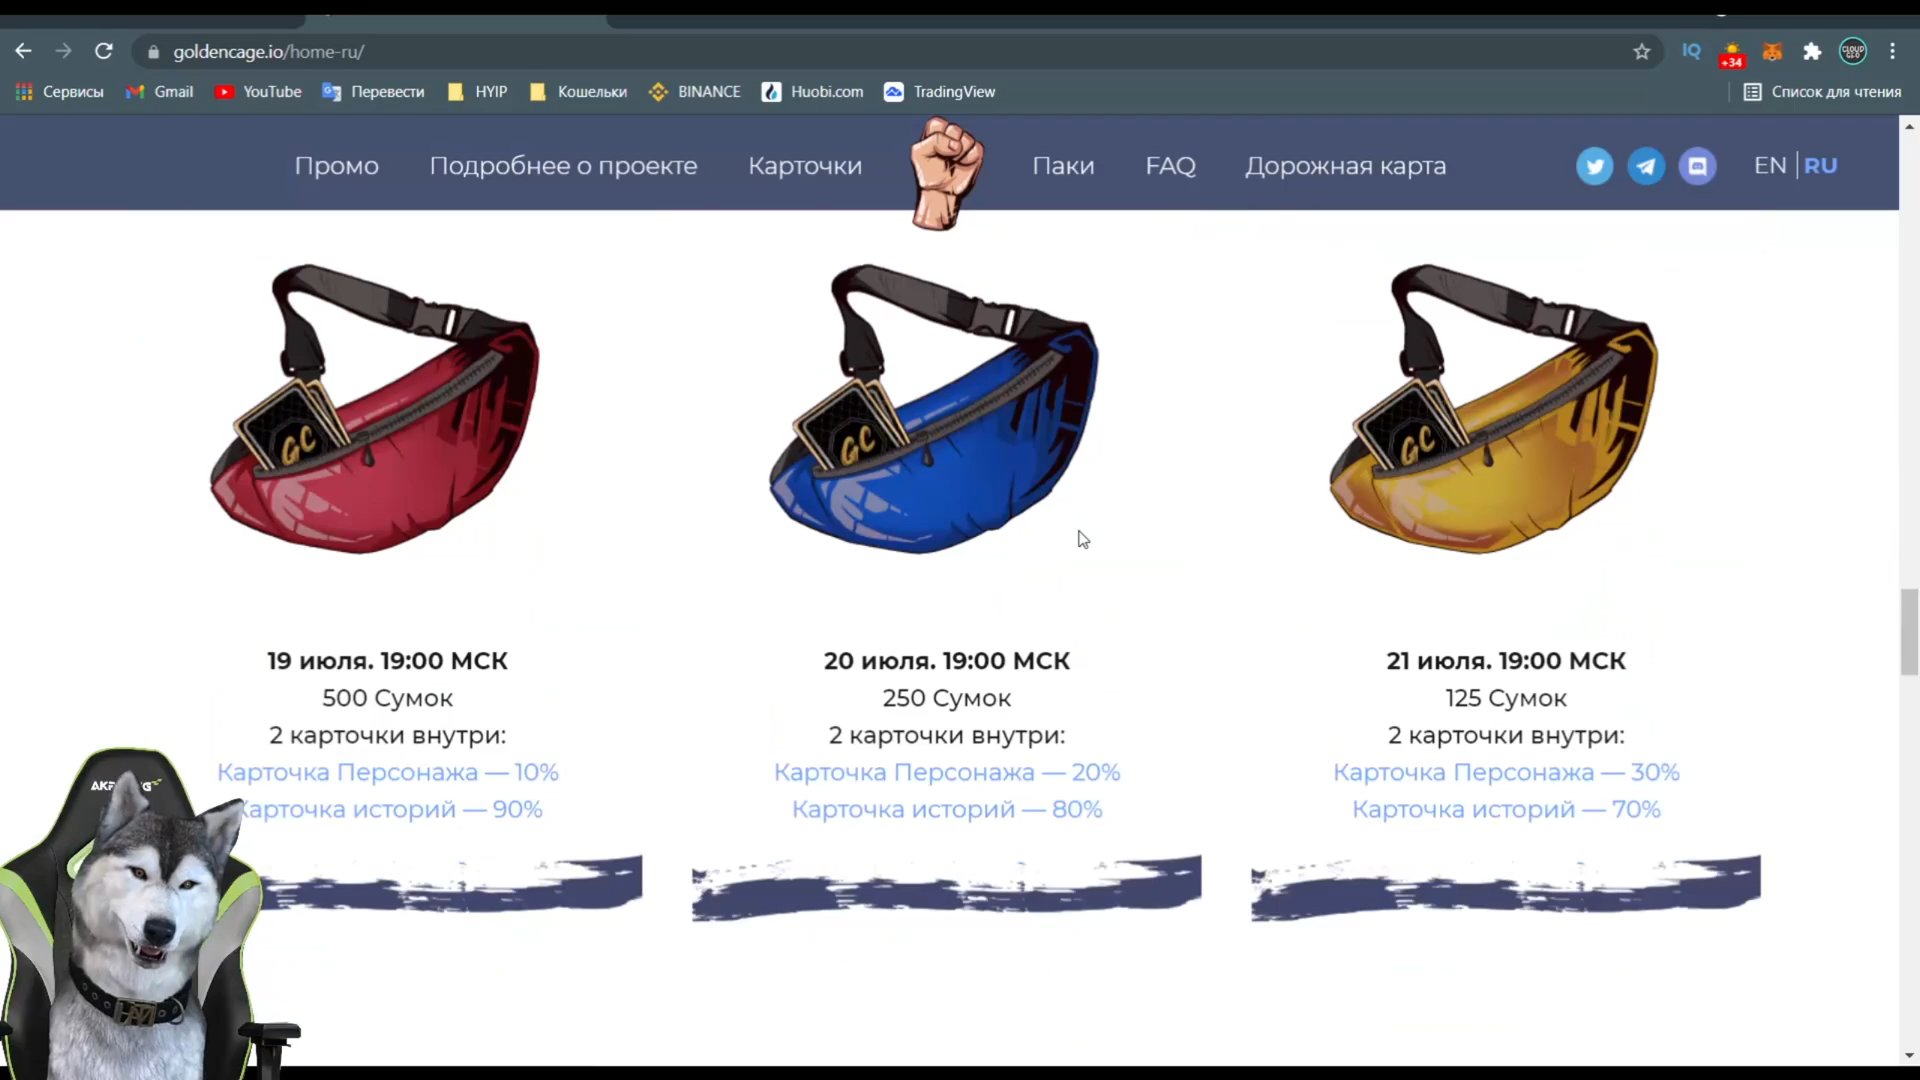 goldencage.io/home-ru/
IQ
+34
Сервисы
Gmail
YouTube
Перевести
HYIP
Кошельки
BINANCE
Huobi.com
TradingView
Список для чтения
Промо
Подробнее о проекте
Карточки
Паки
FAQ
Дорожная карта
EN | RU
GC
GC
GC
19 июля. 19:00 МСК
500 Сумок
2 карточки внутри:
Карточка Персонажа — 10%
Карточка историй — 90%
20 июля. 19:00 МСК
250 Сумок
2 карточки внутри:
Карточка Персонажа — 20%
Карточка историй — 80%
21 июля. 19:00 МСК
125 Сумок
2 карточки внутри:
Карточка Персонажа — 30%
Карточка историй — 70%